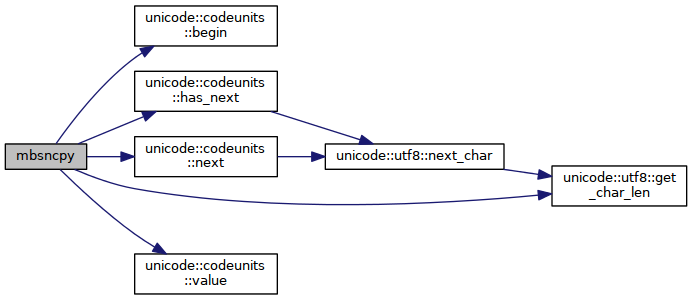 unicode::codeunits
::begin
unicode::codeunits
::has_next
mbsncpy
unicode::codeunits
::next
unicode::utf8::next_char
unicode::utf8::get
_char_len
unicode::codeunits
::value